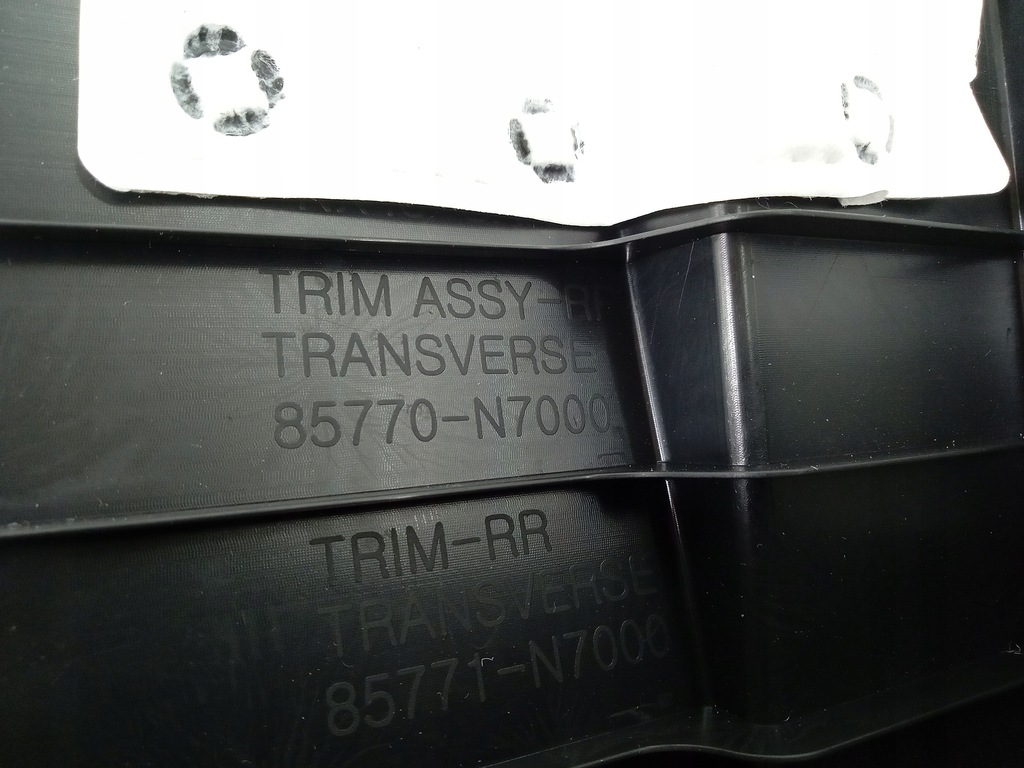 TRIM ASSY-RR
TRANSVERSE
85770-N7000
TRIM-RR
TRANSVERSE
85771-N7000